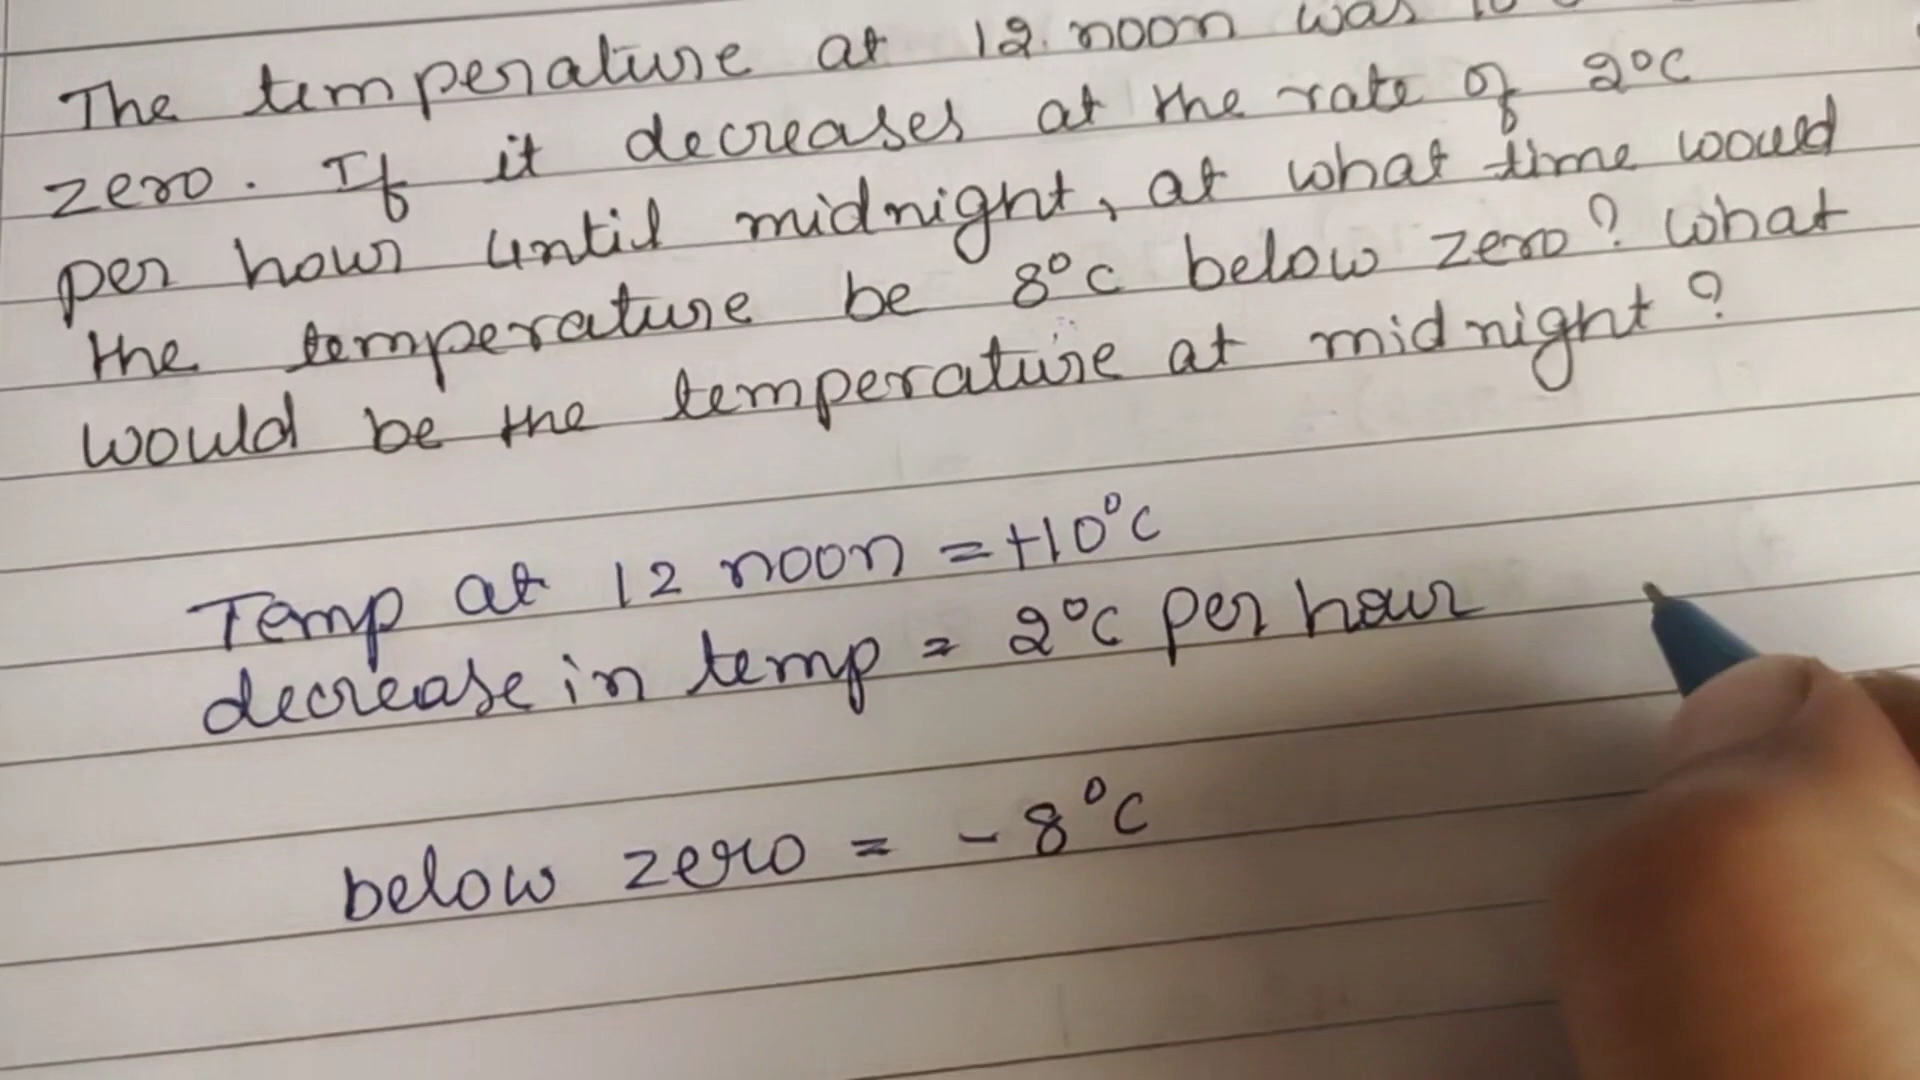 The temperature at 12 noon was 10
zero. If it decreases at the rate of 2°C
per hour until midnight, at what time would
the temperature be 8°C below zero? What
would be the temperature at midnight?
Temp at 12 noon = +10°C
decrease in temp = 2°C per hour
below zero = - 8°C